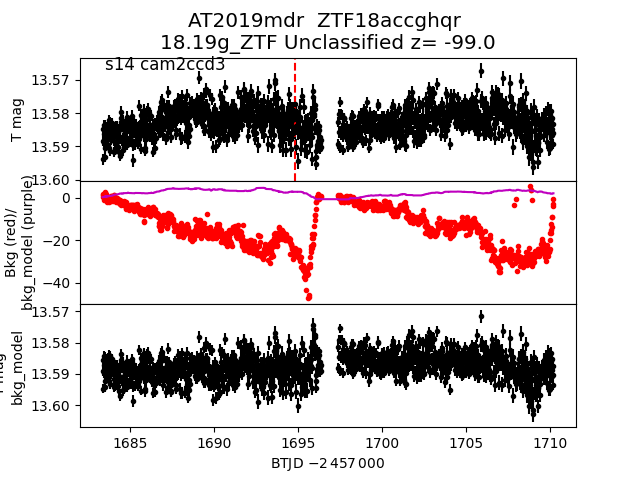 AT2019mdr  ZTF18accghqr
18.19g_ZTF Unclassified z= -99.0
s14 cam2ccd3
T mag
13.57
13.58
13.59
13.60
Bkg (red)/
bkg_model (purple)
0
−20
−40
mag
bkg_model
13.57
13.58
13.59
13.60
1685
1690
1695
1700
1705
1710
BTJD −2 457 000